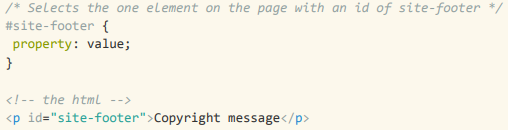 /* Selects the one element on the page with an id of site-footer */
#site-footer {
 property: value;
}

<!-- the html -->
<p id="site-footer">Copyright message</p>